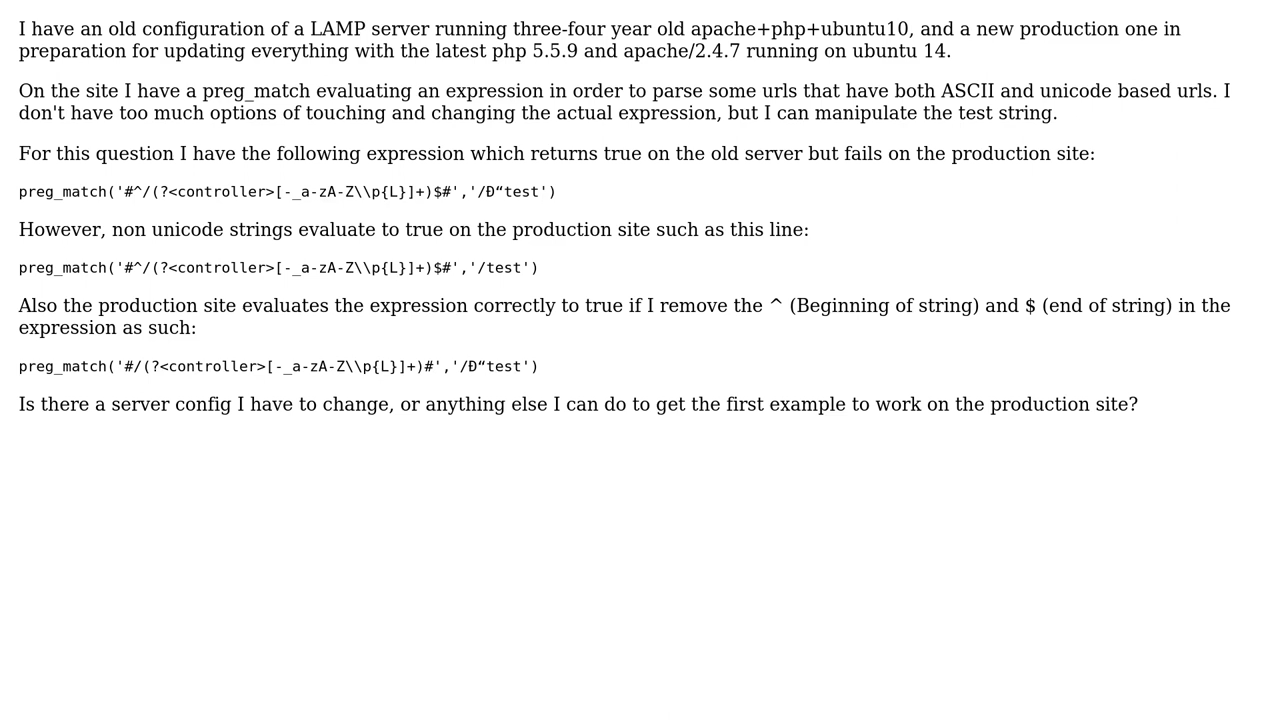 I have an old configuration of a LAMP server running three-four year old apache+php+ubuntu10, and a new production one in
preparation for updating everything with the latest php 5.5.9 and apache/2.4.7 running on ubuntu 14.
On the site I have a preg_match evaluating an expression in order to parse some urls that have both ASCII and unicode based urls. I
don't have too much options of touching and changing the actual expression, but I can manipulate the test string.
For this question I have the following expression which returns true on the old server but fails on the production site:
preg_match('#^/(?<controller>[-_a-zA-Z\\p{L}]+)$#','/Ð“test')
However, non unicode strings evaluate to true on the production site such as this line:
preg_match('#^/(?<controller>[-_a-zA-Z\\p{L}]+)$#','/test')
Also the production site evaluates the expression correctly to true if I remove the ^ (Beginning of string) and $ (end of string) in the
expression as such:
preg_match('#/(?<controller>[-_a-zA-Z\\p{L}]+)#','/Ð“test')
Is there a server config I have to change, or anything else I can do to get the first example to work on the production site?